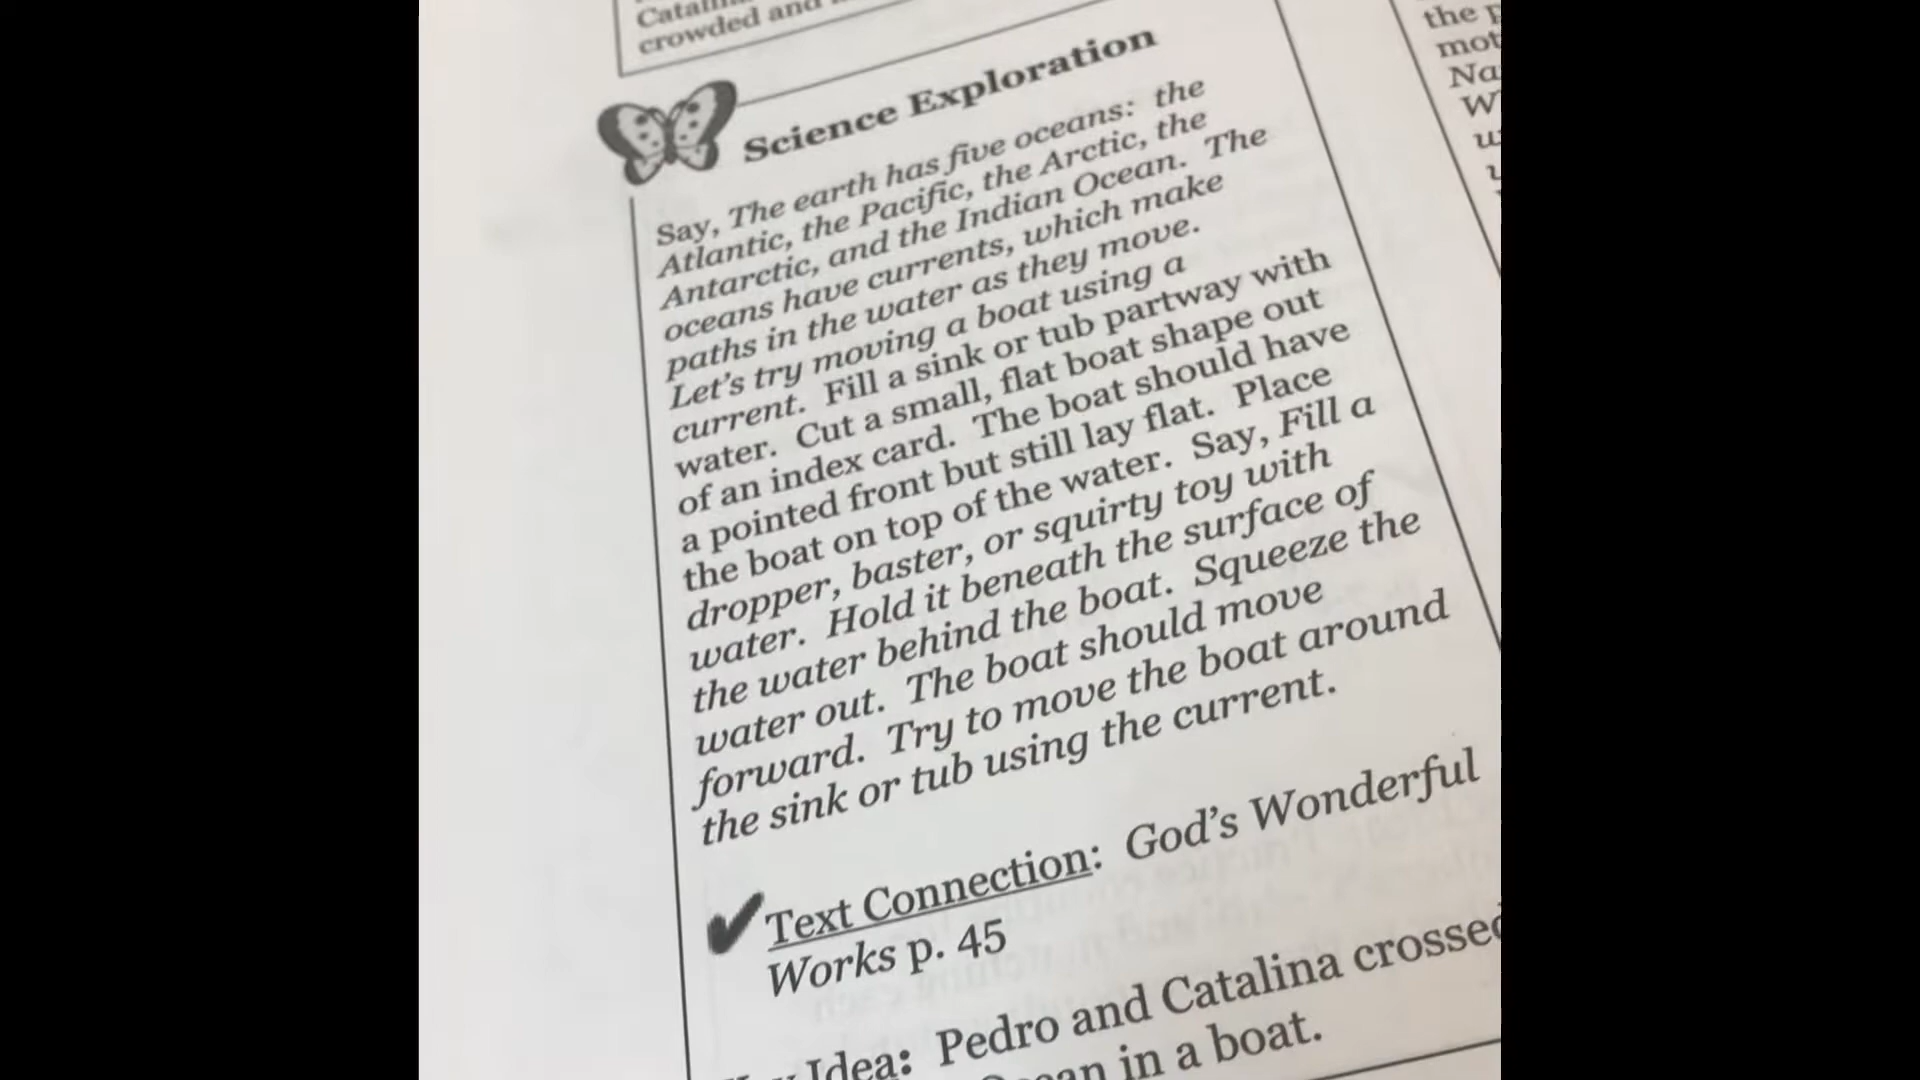 crowded and
Science Exploration
Say, The earth has five oceans: the
Atlantic, the Pacific, the Arctic, the
Antarctic, and the Indian Ocean. The
oceans have currents, which make
paths in the water as they move.
Let's try moving a boat using a
current. Fill a sink or tub partway with
water. Cut a small, flat boat shape out
of an index card. The boat should have
a pointed front but still lay flat. Place
the boat on top of the water. Say, Fill a
dropper, baster, or squirty toy with
water. Hold it beneath the surface of
the water behind the boat. Squeeze the
water out. The boat should move
forward. Try to move the boat around
the sink or tub using the current.
✔ Text Connection: God's Wonderful
Works p. 45
Idea: Pedro and Catalina crossed
in a boat.
the